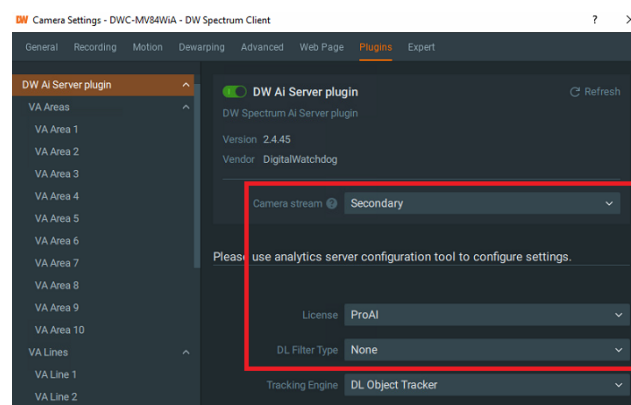 DW Camera Settings - DWC-MV84WiA - DW Spectrum Client ?
General Recording Motion Dewarping Advanced Web Page Plugins Expert
DW Ai Server plugin
VA Areas
VA Area 1
VA Area 2
VA Area 3
VA Area 4
VA Area 5
VA Area 6
VA Area 7
VA Area 8
VA Area 9
VA Area 10
VA Lines
VA Line 1
VA Line 2
DW Ai Server plugin Refresh
DW Spectrum Ai Server plugin
Version 2.4.45
Vendor DigitalWatchdog
Camera stream ? Secondary
Please use analytics server configuration tool to configure settings.
License ProAI
DL Filter Type None
Tracking Engine DL Object Tracker